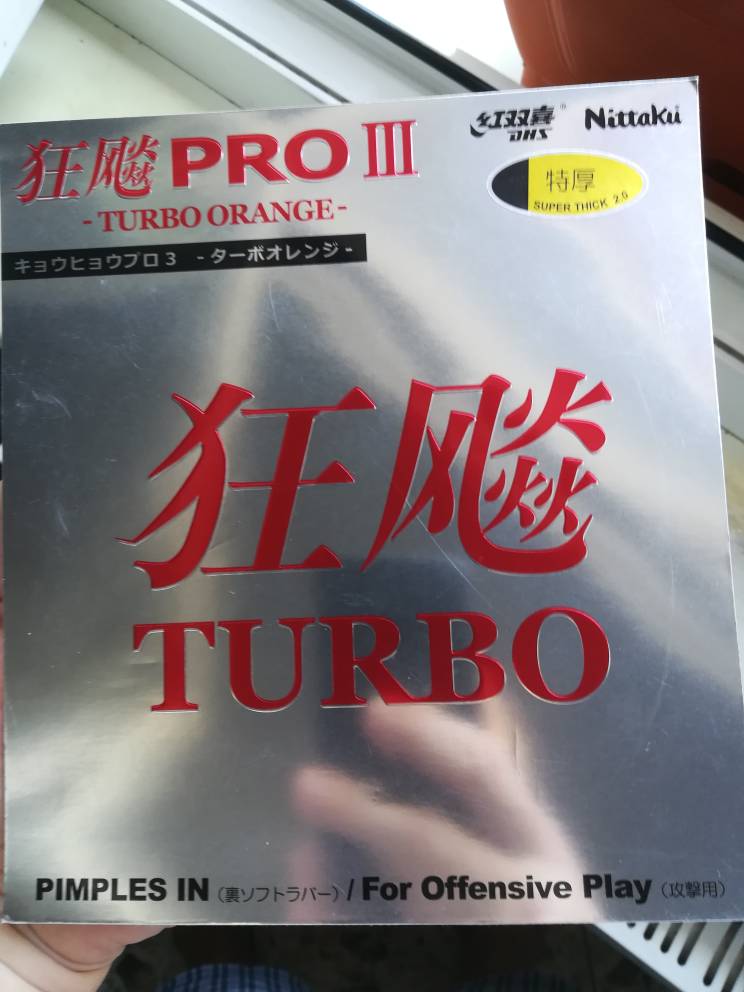 狂飚 PRO III
- TURBO ORANGE -
キョウヒョウプロ3 -ターボオレンジ-
红双喜®
DHS
Nittaku
特厚
SUPER THICK 2.0
狂飚
TURBO
PIMPLES IN (裏ソフトラバー) / For Offensive Play (攻撃用)